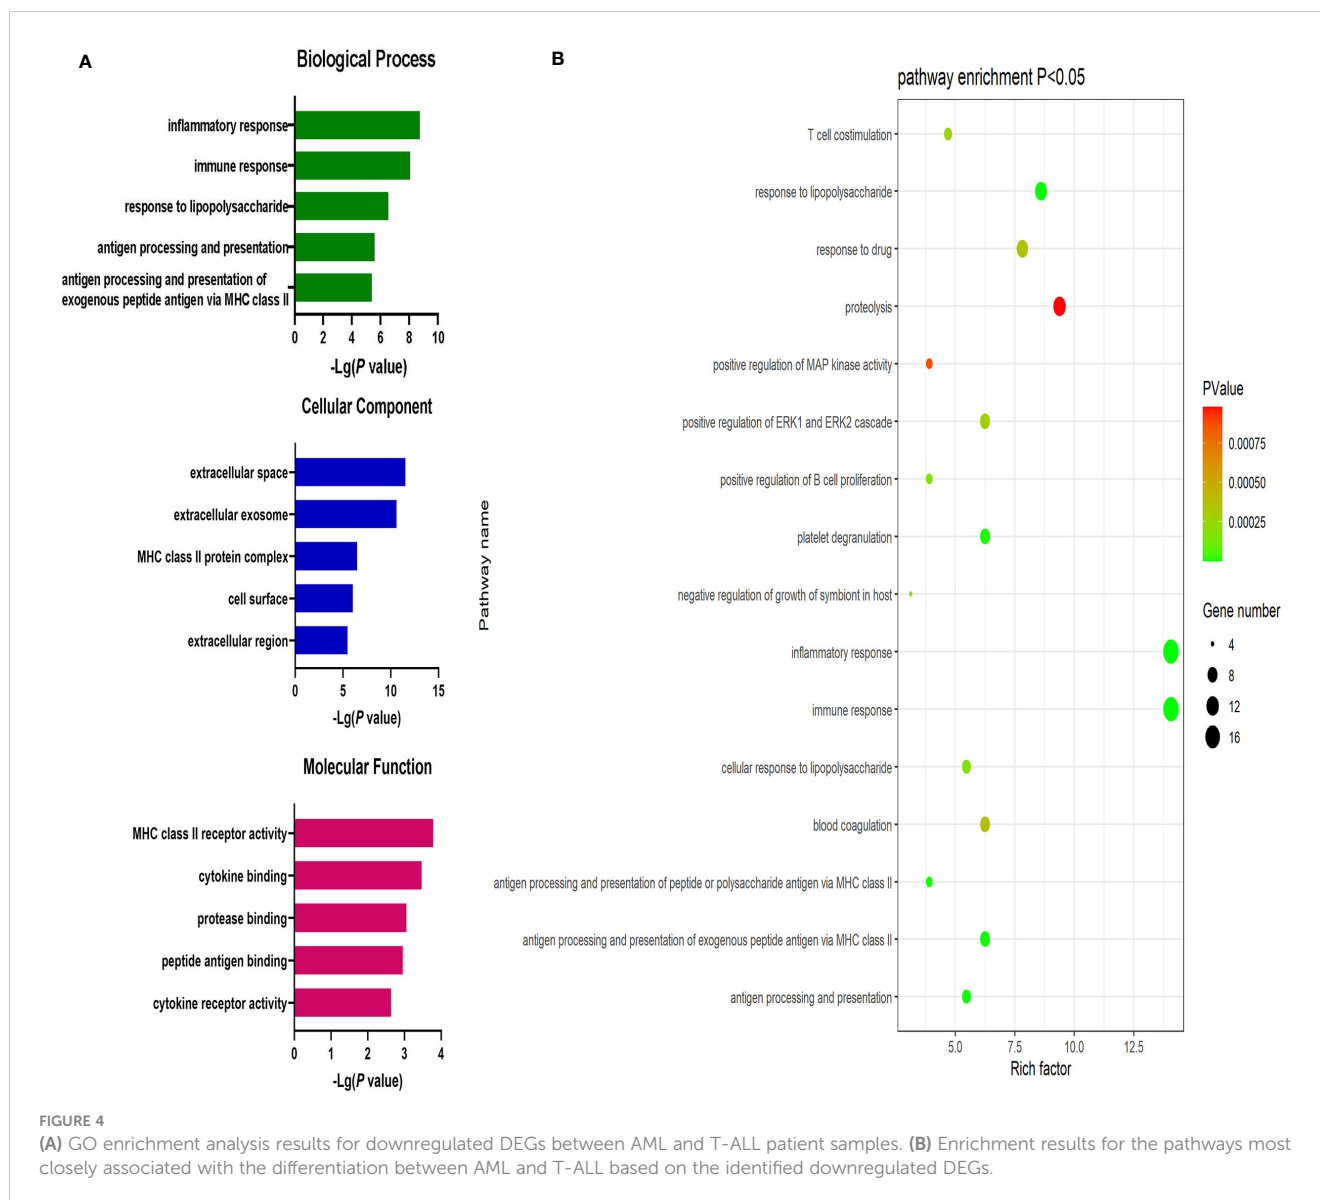 A
Biological Process
inflammatory response
immune response
response to lipopolysaccharide
antigen processing and presentation
antigen processing and presentation of
exogenous peptide antigen via MHC class II
0 2 4 6 8 10
-Lg(P value)
Cellular Component
extracellular space
extracellular exosome
MHC class II protein complex
cell surface
extracellular region
0 5 10 15
-Lg(P value)
Molecular Function
MHC class II receptor activity
cytokine binding
protease binding
peptide antigen binding
cytokine receptor activity
0 1 2 3 4
-Lg(P value)
B
pathway enrichment P<0.05
Pathway name
T cell costimulation
response to lipopolysaccharide
response to drug
proteolysis
positive regulation of MAP kinase activity
positive regulation of ERK1 and ERK2 cascade
positive regulation of B cell proliferation
platelet degranulation
negative regulation of growth of symbiont in host
inflammatory response
immune response
cellular response to lipopolysaccharide
blood coagulation
antigen processing and presentation of peptide or polysaccharide antigen via MHC class II
antigen processing and presentation of exogenous peptide antigen via MHC class II
antigen processing and presentation
5.0 7.5 10.0 12.5
Rich factor
PValue
0.00075
0.00050
0.00025
Gene number
4
8
12
16
FIGURE 4
(A) GO enrichment analysis results for downregulated DEGs between AML and T-ALL patient samples. (B) Enrichment results for the pathways most
closely associated with the differentiation between AML and T-ALL based on the identified downregulated DEGs.